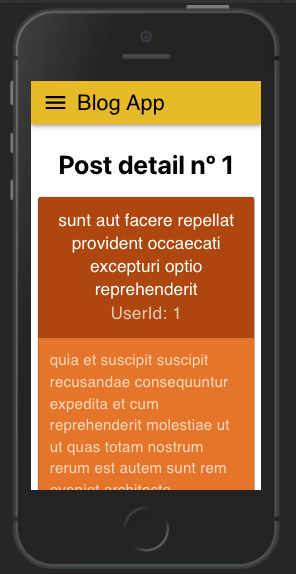 Blog App
Post detail nº 1
sunt aut facere repellat
provident occaecati
excepturi optio
reprehenderit
UserId: 1
quia et suscipit suscipit
recusandae consequuntur
expedita et cum
reprehenderit molestiae ut
ut quas totam nostrum
rerum est autem sunt rem
eveniet architecto